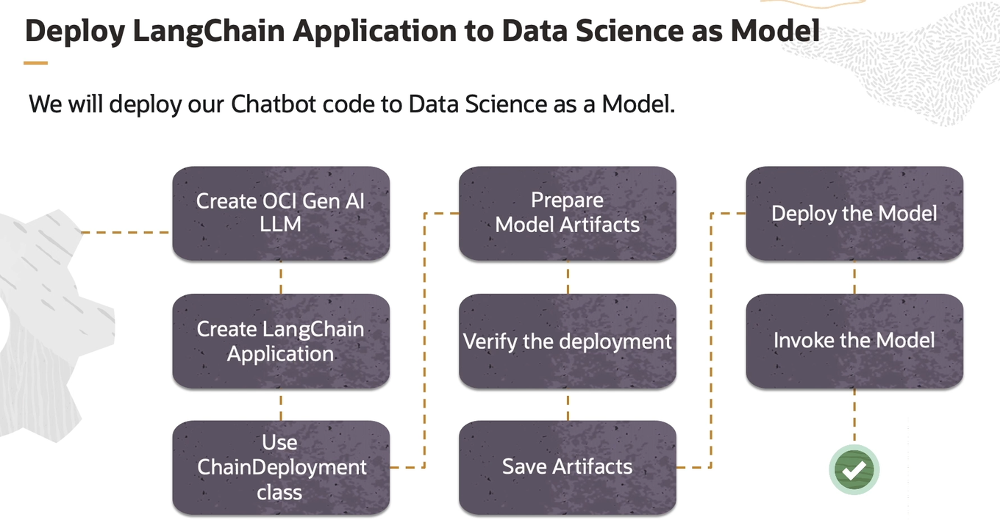 Deploy LangChain Application to Data Science as Model
We will deploy our Chatbot code to Data Science as a Model.
Create OCI Gen AI
LLM
Create LangChain
Application
Use
ChainDeployment
class
Prepare
Model Artifacts
Verify the deployment
Save Artifacts
Deploy the Model
Invoke the Model